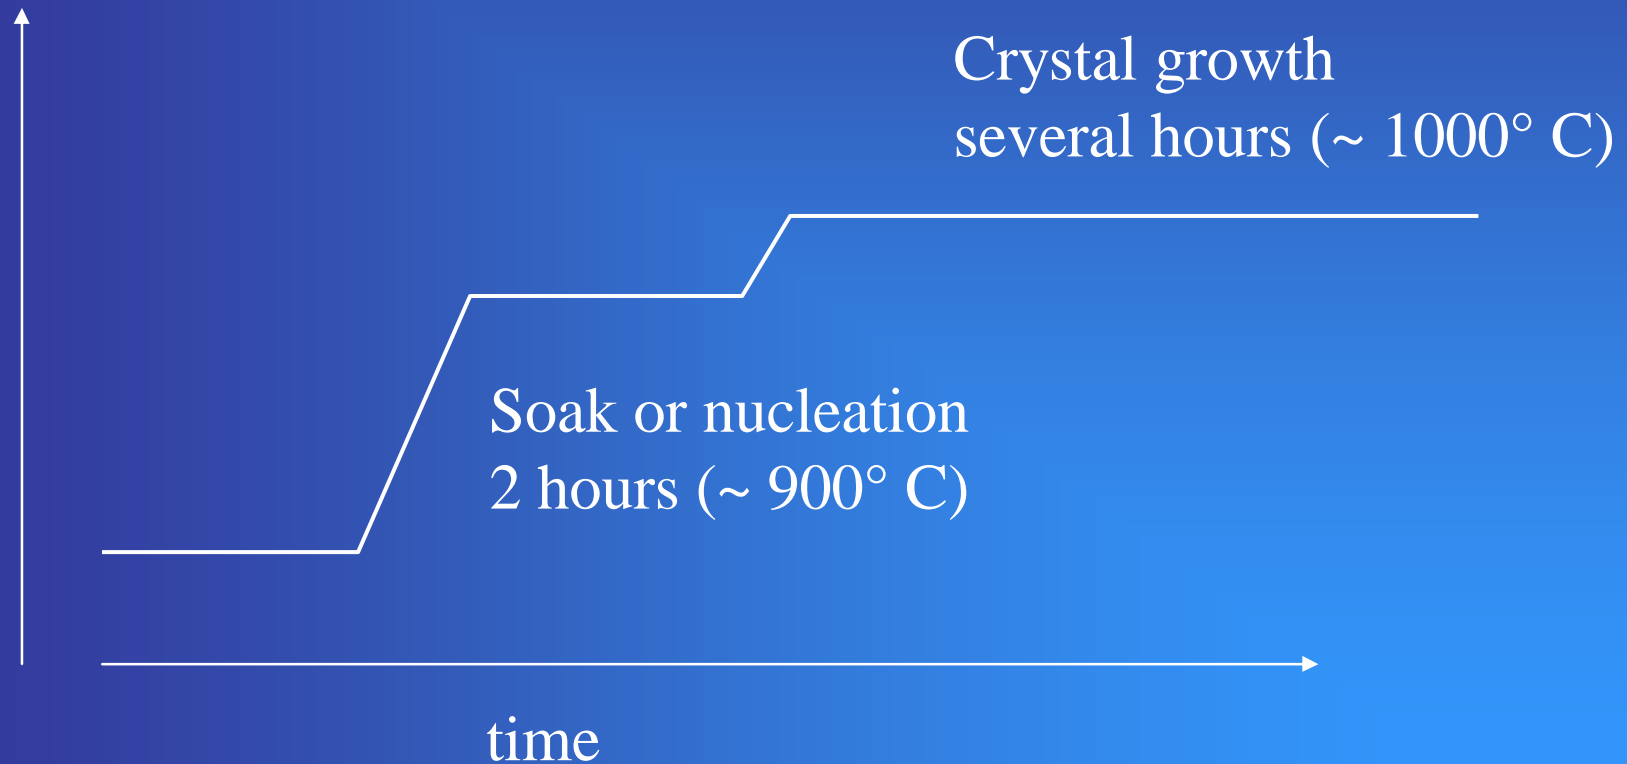 Crystal growth
several hours (~ 1000° C)
Soak or nucleation
2 hours (~ 900° C)
time